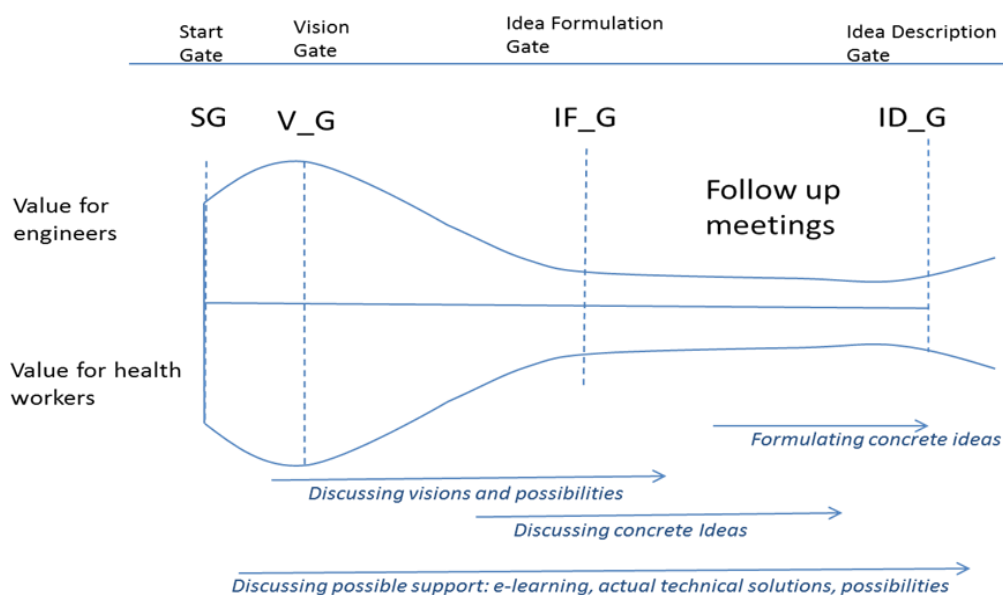 Start
Gate
Vision
Gate
Idea Formulation
Gate
Idea Description
Gate
SG
V_G
IF_G
ID_G
Value for
engineers
Follow up
meetings
Value for health
workers
Formulating concrete ideas
Discussing visions and possibilities
Discussing concrete Ideas
Discussing possible support: e-learning, actual technical solutions, possibilities